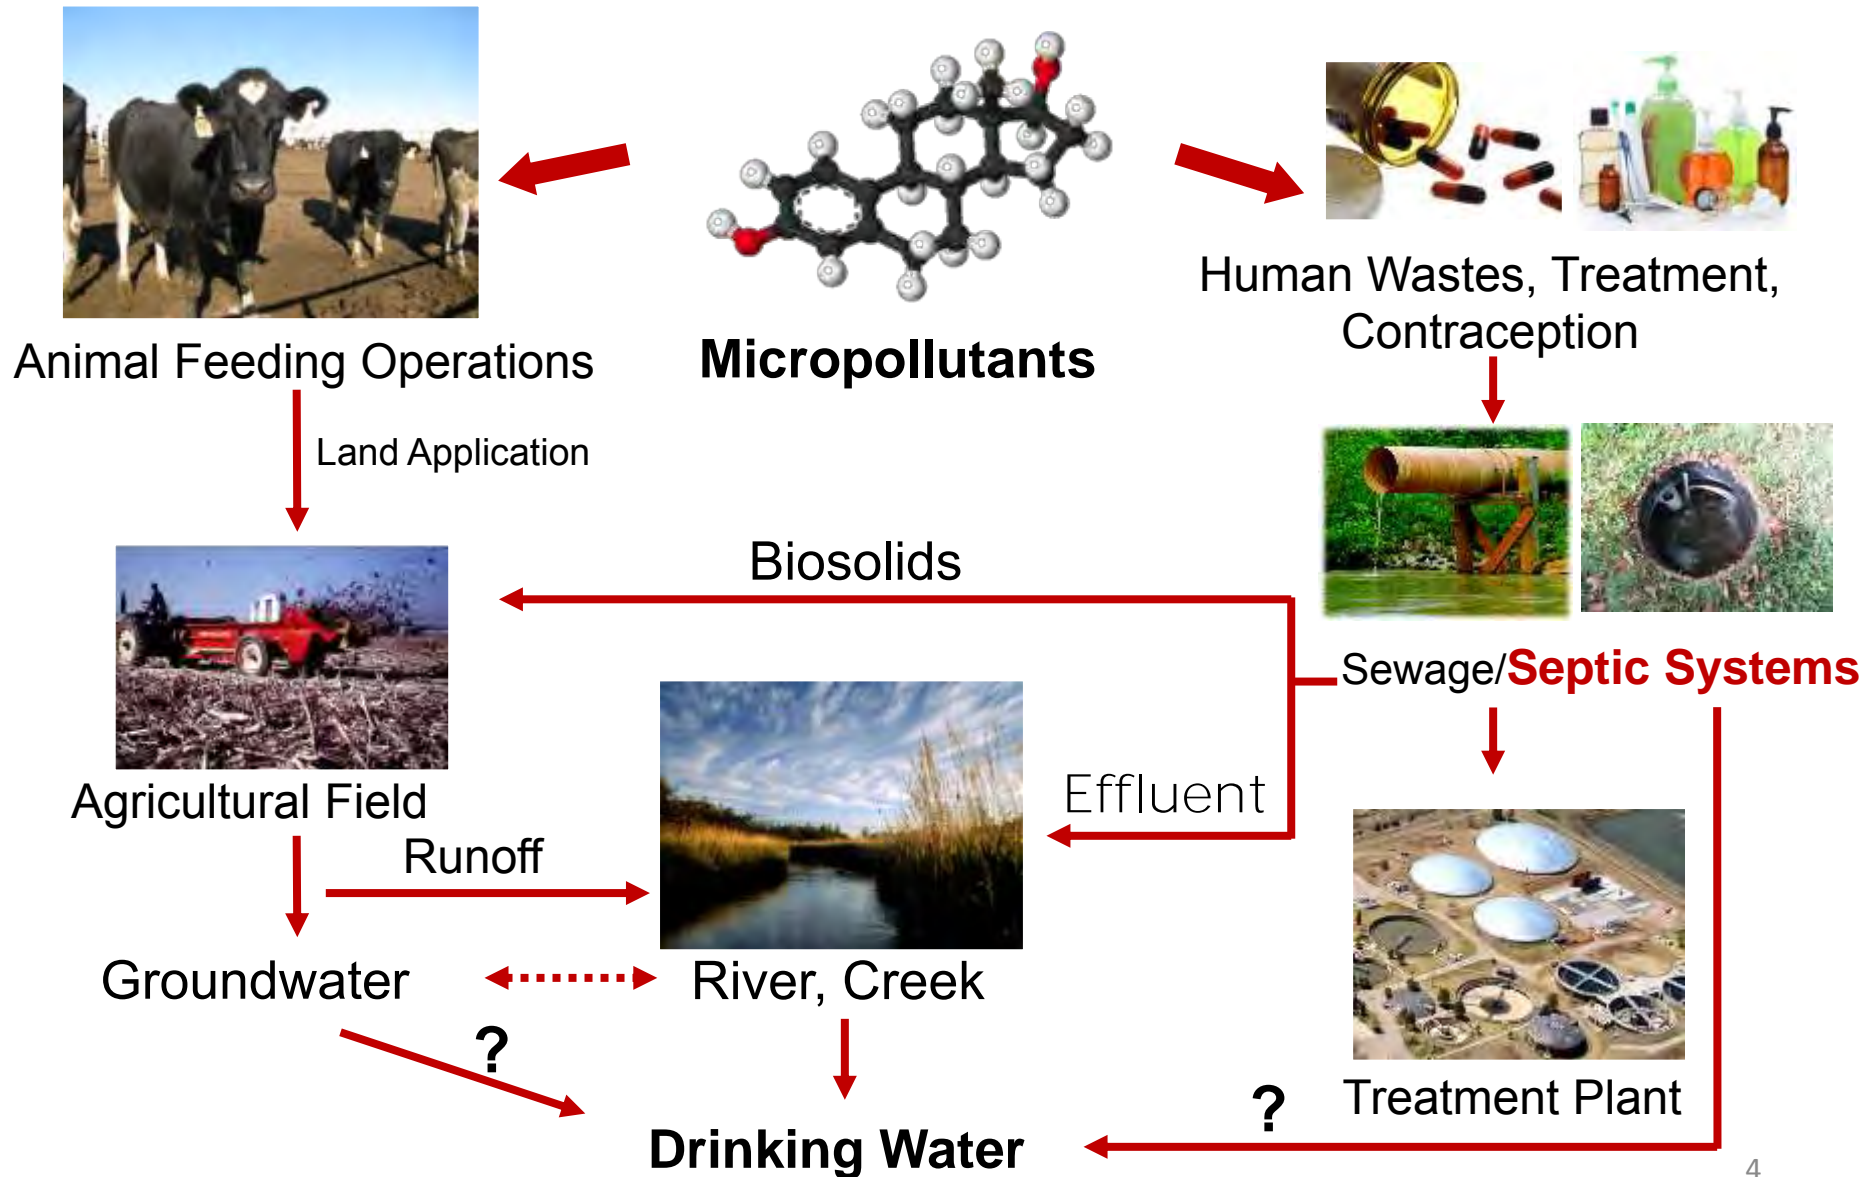 Animal Feeding Operations
Micropollutants
Human Wastes, Treatment,
Contraception
Land Application
Biosolids
Sewage/Septic Systems
Agricultural Field
Effluent
Runoff
Groundwater
River, Creek
?
Treatment Plant
?
Drinking Water
4